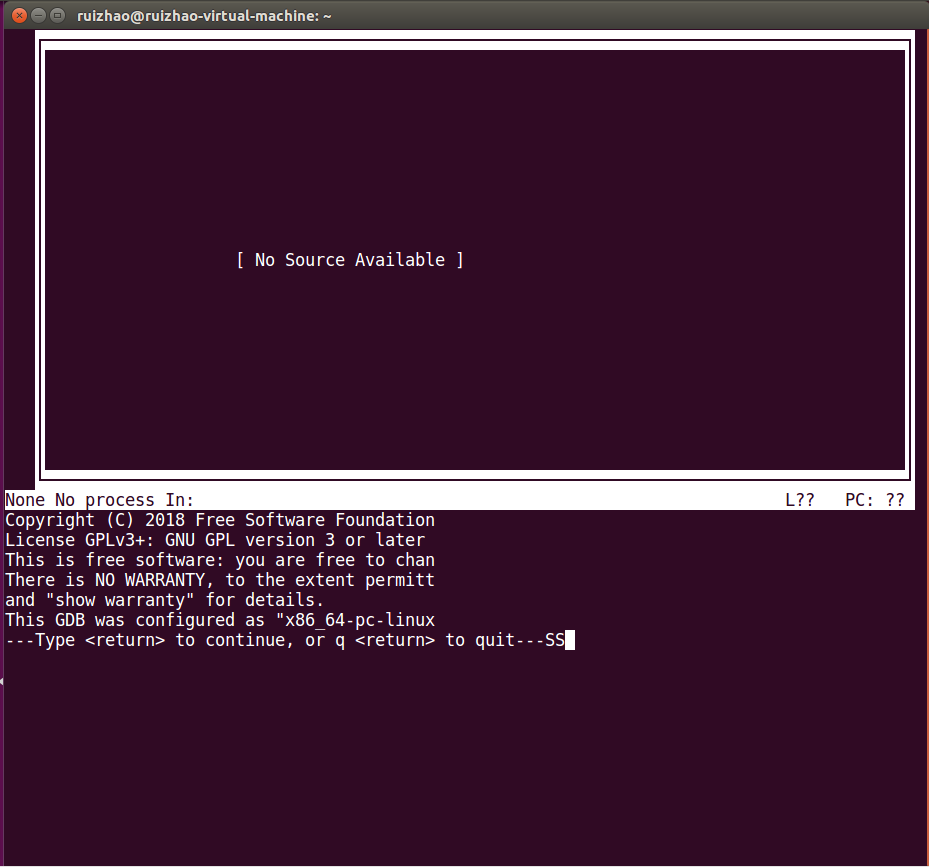 ruizhao@ruizhao-virtual-machine: ~
[ No Source Available ]
None No process In: L?? PC: ??
Copyright (C) 2018 Free Software Foundation
License GPLv3+: GNU GPL version 3 or later
This is free software: you are free to chan
There is NO WARRANTY, to the extent permitt
and "show warranty" for details.
This GDB was configured as "x86_64-pc-linux
---Type <return> to continue, or q <return> to quit---SS